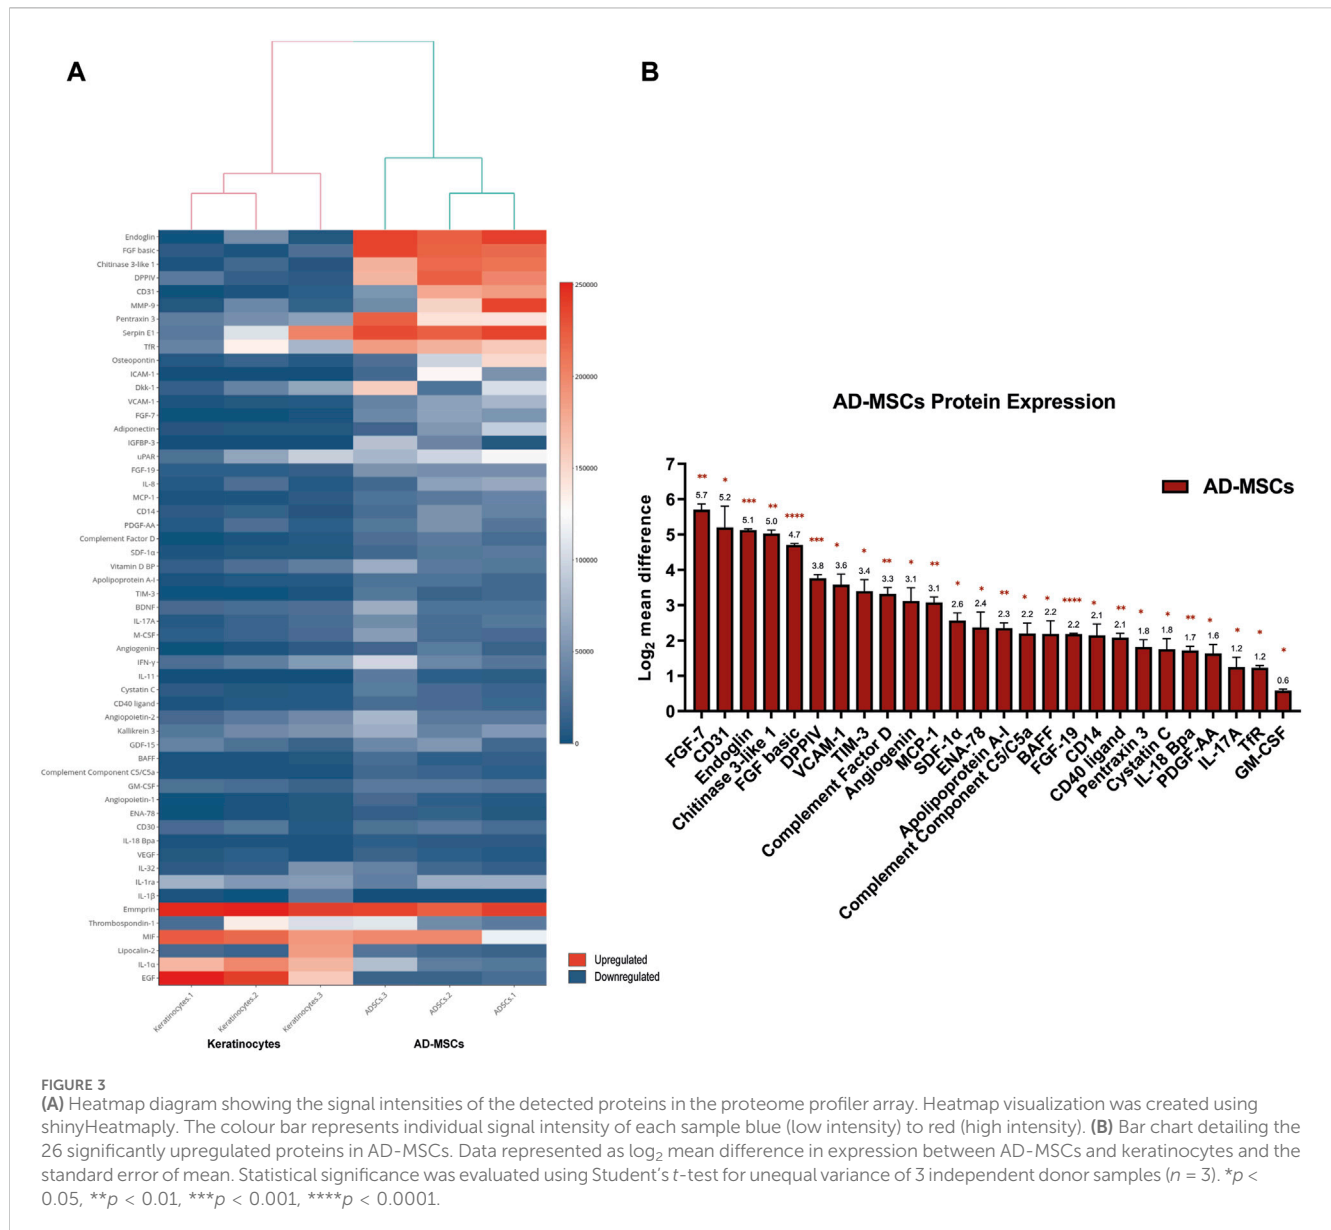 A
Endoglin
FGF basic
Chitinase 3-like 1
DPPIV
CD31
MMP-9
Pentraxin 3
Serpin E1
TfR
Osteopontin
ICAM-1
Dkk-1
VCAM-1
FGF-7
Adiponectin
IGFBP-3
uPAR
FGF-19
IL-8
MCP-1
CD14
PDGF-AA
Complement Factor D
SDF-1α
Vitamin D BP
Apolipoprotein A-I
TIM-3
BDNF
IL-17A
M-CSF
Angiogenin
IFN-γ
IL-11
Cystatin C
CD40 ligand
Angiopoietin-2
Kallikrein 3
GDF-15
BAFF
Complement Component C5/C5a
GM-CSF
Angiopoietin-1
ENA-78
CD30
IL-18 Bpa
VEGF
IL-32
IL-1ra
IL-1β
Emmprin
Thrombospondin-1
MIF
Lipocalin-2
IL-1α
EGF
Keratinocytes.1
Keratinocytes.2
Keratinocytes.3
ADSCs.3
ADSCs.2
ADSCs.1
Keratinocytes
AD-MSCs
250000
200000
150000
100000
50000
0
Upregulated
Downregulated
B
AD-MSCs Protein Expression
AD-MSCs
Log₂ mean difference
7
6
5
4
3
2
1
0
** * *** ** **** *** * * ** * ** * * ** * * **** * ** * * ** * * * *
5.7 5.2 5.1 5.0 4.7 3.8 3.6 3.4 3.3 3.1 3.1 2.6 2.4 2.3 2.2 2.2 2.2 2.1 2.1 1.8 1.8 1.7 1.6 1.2 1.2 0.6
FGF-7
CD31
Endoglin
Chitinase 3-like 1
FGF basic
DPPIV
VCAM-1
TIM-3
Complement Factor D
Angiogenin
MCP-1
SDF-1α
ENA-78
Apolipoprotein A-I
Complement Component C5/C5a
BAFF
FGF-19
CD14
CD40 ligand
Pentraxin 3
Cystatin C
IL-18 Bpa
PDGF-AA
IL-17A
TfR
GM-CSF
FIGURE 3
(A) Heatmap diagram showing the signal intensities of the detected proteins in the proteome profiler array. Heatmap visualization was created using
shinyHeatmaply. The colour bar represents individual signal intensity of each sample blue (low intensity) to red (high intensity). (B) Bar chart detailing the
26 significantly upregulated proteins in AD-MSCs. Data represented as log₂ mean difference in expression between AD-MSCs and keratinocytes and the
standard error of mean. Statistical significance was evaluated using Student's t-test for unequal variance of 3 independent donor samples (n = 3). *p <
0.05, **p < 0.01, ***p < 0.001, ****p < 0.0001.